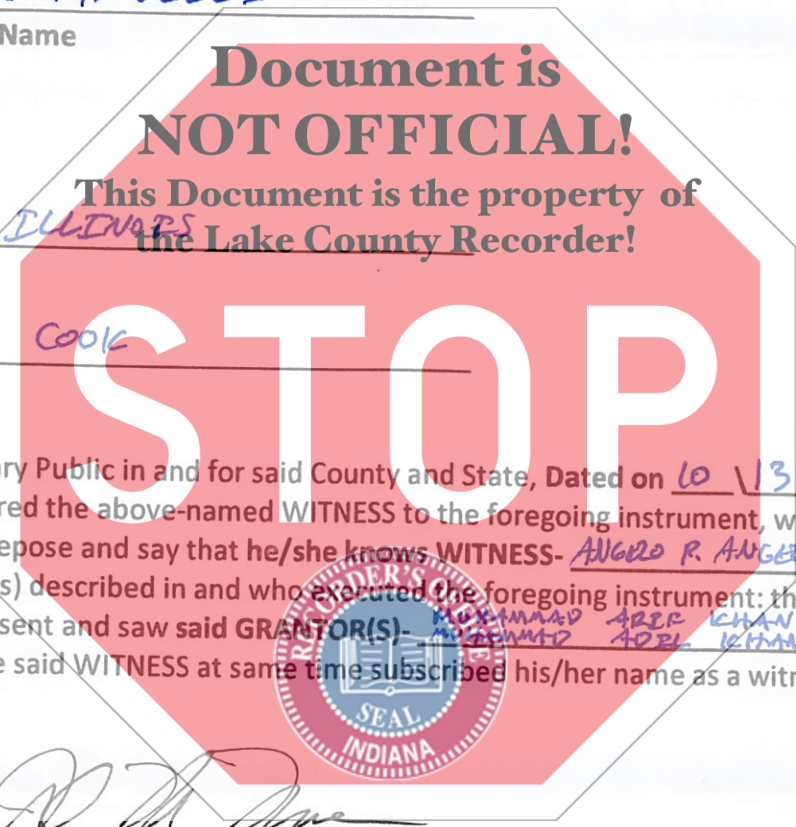 Name
Document is
NOT OFFICIAL!
This Document is the property of
the Lake County Recorder!
ILLINOIS
STOP
COOK
ry Public in and for said County and State, Dated on 10 \13
red the above-named WITNESS to the foregoing instrument, w
epose and say that he/she knows WITNESS- ANGELO R. ANGE
s) described in and who executed the foregoing instrument: th
sent and saw said GRANTOR(S)- MUHAMMAD KHAN
MUHAMMAD ADEL KHAN
e said WITNESS at same time subscribed his/her name as a witn
RECORDER'S OFFICE
SEAL
INDIANA